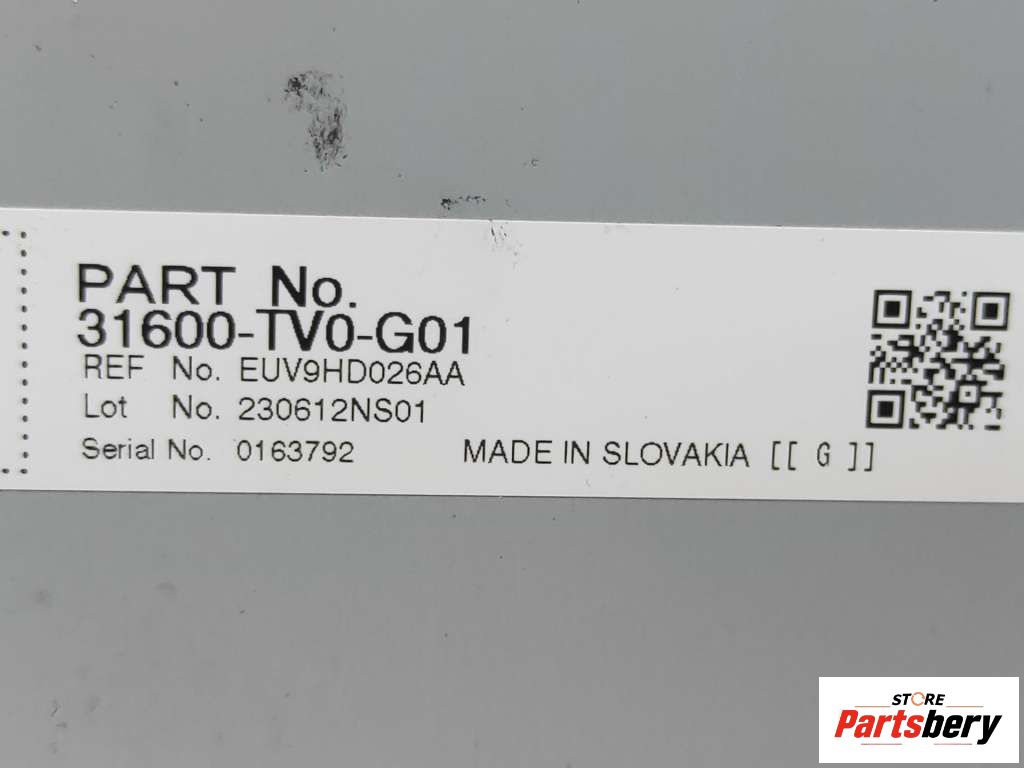 PART No.
31600-TV0-G01
REF No. EUV9HD026AA
Lot No. 230612NS01
Serial No. 0163792 MADE IN SLOVAKIA [[ G ]]
STORE
Partsbery